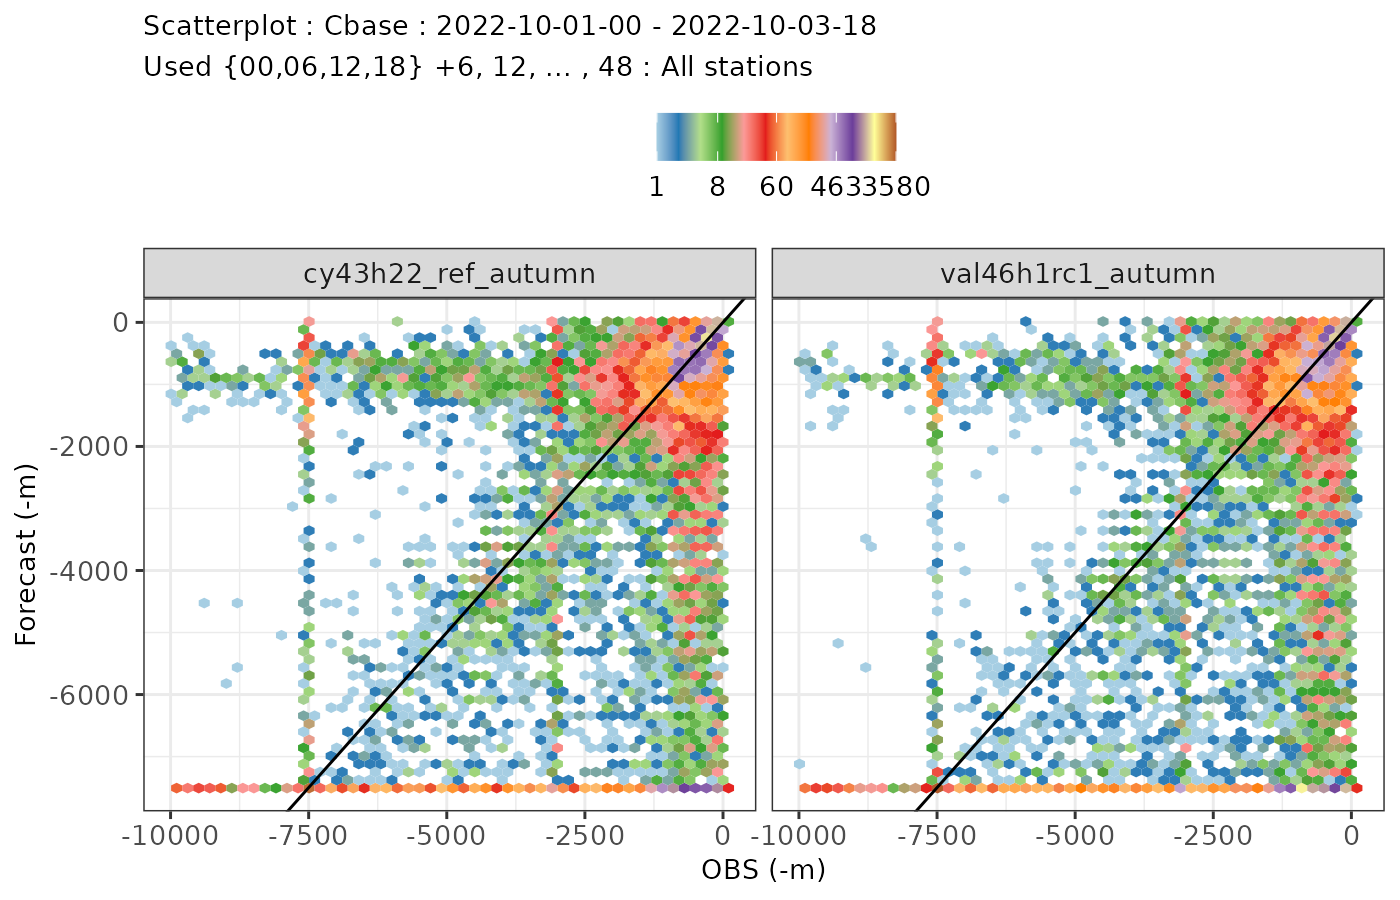 Scatterplot : Cbase : 2022-10-01-00 - 2022-10-03-18
Used {00,06,12,18} +6, 12, ... , 48 : All stations
1 8 60 463 3580
cy43h22_ref_autumn val46h1rc1_autumn
Forecast (-m)
0
-2000
-4000
-6000
-10000 -7500 -5000 -2500 0 -10000 -7500 -5000 -2500 0
OBS (-m)